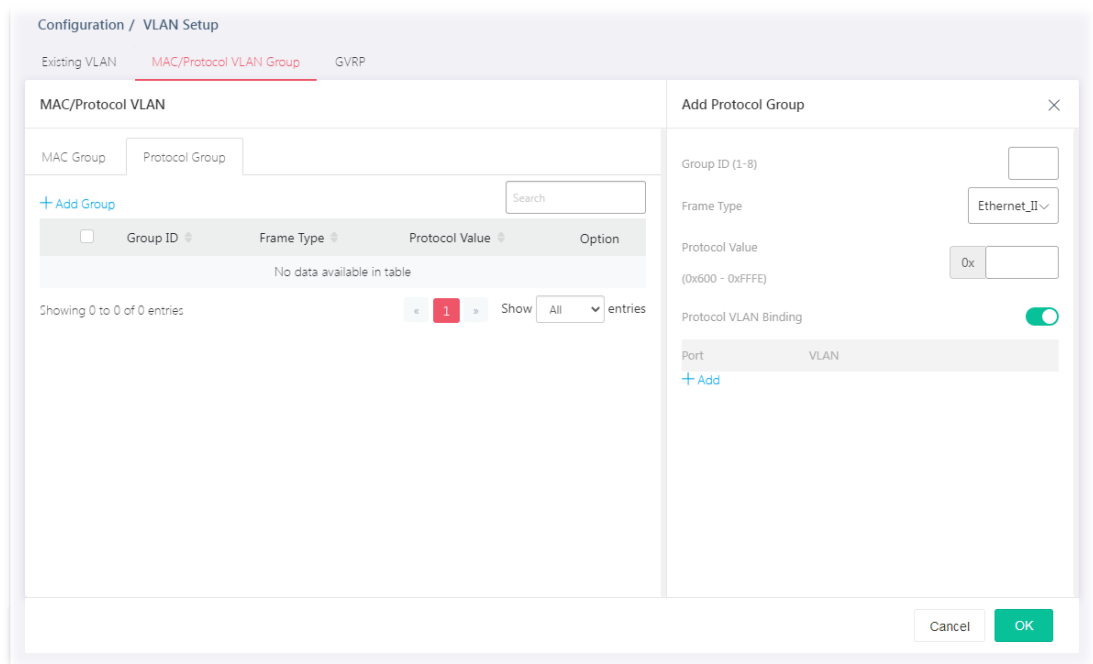 Configuration / VLAN Setup
Existing VLAN MAC/Protocol VLAN Group GVRP
MAC/Protocol VLAN
MAC Group Protocol Group
+ Add Group
Search
Group ID Frame Type Protocol Value Option
No data available in table
Showing 0 to 0 of 0 entries
« 1 » Show All entries
Add Protocol Group
Group ID (1-8)
Frame Type Ethernet_II
Protocol Value
(0x600 - 0xFFFE)
0x
Protocol VLAN Binding
Port VLAN
+ Add
Cancel OK